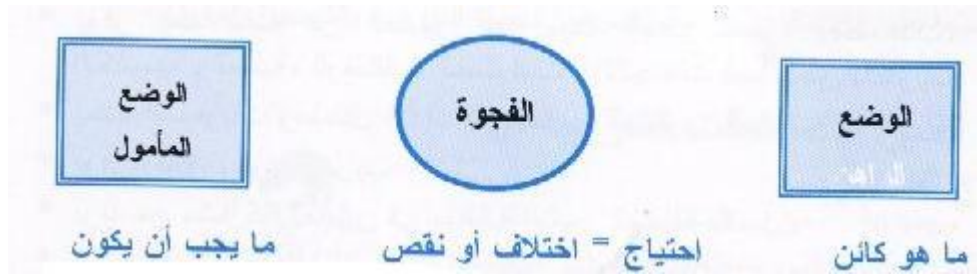 الوضع
الفجوة
الوضع
المأمول
ما هو كائن
احتياج = اختلاف أو نقص
ما يجب أن يكون